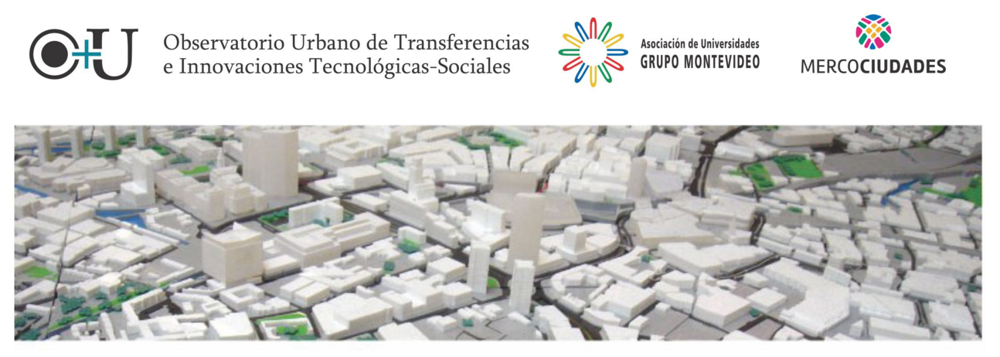 O+U
Observatorio Urbano de Transferencias
e Innovaciones Tecnológicas-Sociales
Asociación de Universidades
GRUPO MONTEVIDEO
MERCOCIUDADES